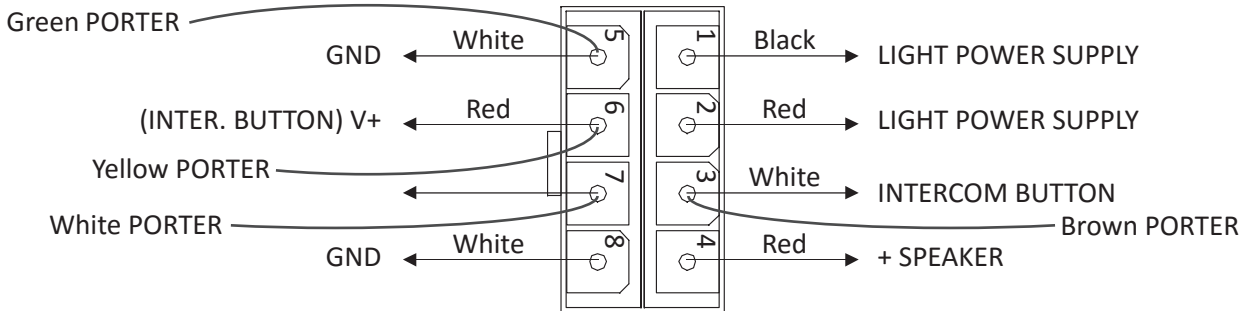 Green PORTER
GND White 5 1 Black LIGHT POWER SUPPLY
(INTER. BUTTON) V+ Red 6 2 Red LIGHT POWER SUPPLY
Yellow PORTER
7 3 White INTERCOM BUTTON
White PORTER
Brown PORTER
GND White 8 4 Red + SPEAKER